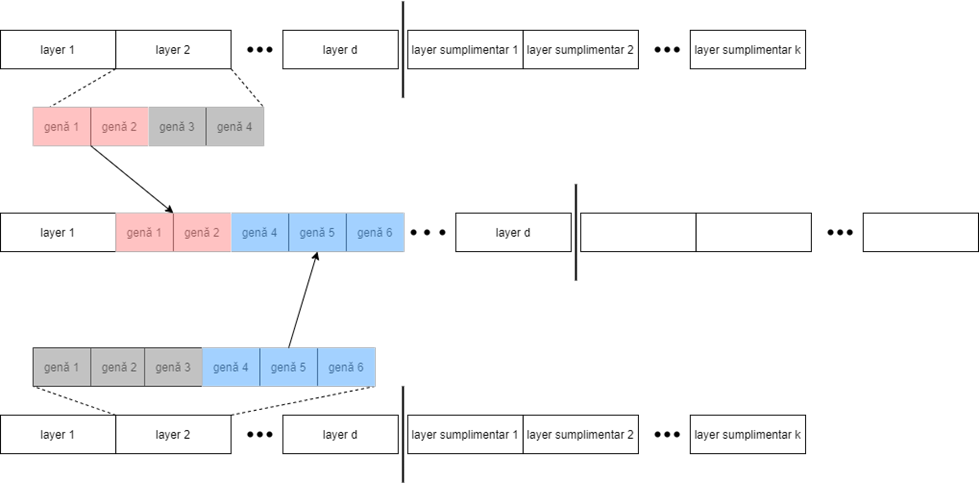 layer 1 layer 2 ••• layer d layer sumplimentar 1 layer sumplimentar 2 ••• layer sumplimentar k
genă 1 genă 2 genă 3 genă 4
layer 1 genă 1 genă 2 genă 4 genă 5 genă 6 ••• layer d •••
genă 1 genă 2 genă 3 genă 4 genă 5 genă 6
layer 1 layer 2 ••• layer d layer sumplimentar 1 layer sumplimentar 2 ••• layer sumplimentar k